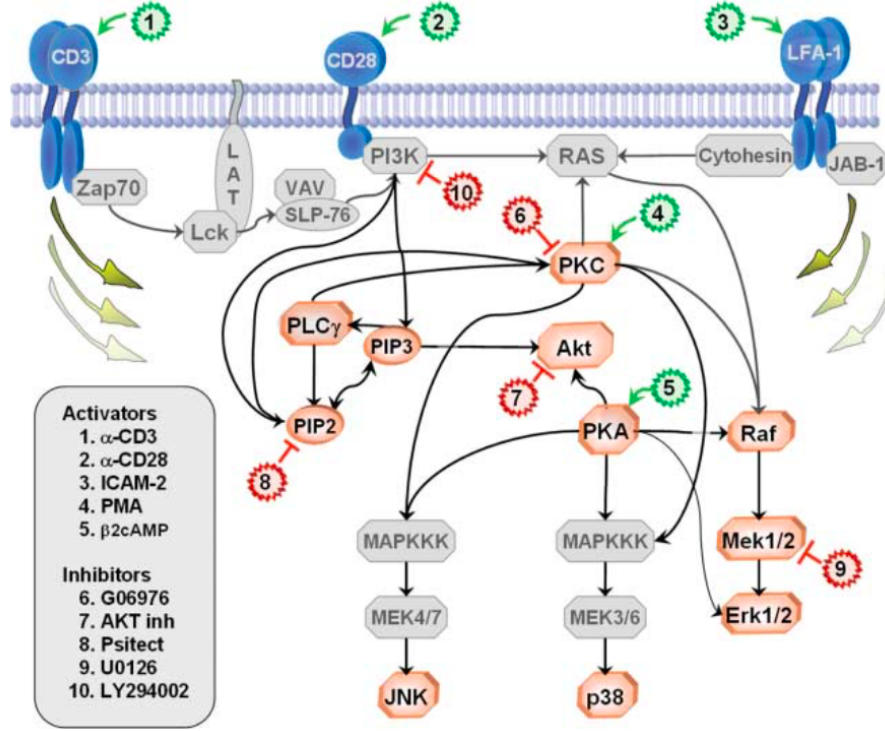 1
2
3
CD3
CD28
LFA-1
LAT
PI3K
RAS
Cytohesin
JAB-1
Zap70
VAV
SLP-76
Lck
10
6
4
PKC
PLCγ
PIP3
Akt
7
5
PIP2
PKA
Raf
8
MAPKKK
MAPKKK
Mek1/2
9
MEK4/7
MEK3/6
Erk1/2
JNK
p38
Activators
1. α-CD3
2. α-CD28
3. ICAM-2
4. PMA
5. β2cAMP
Inhibitors
6. G06976
7. AKT inh
8. Psitect
9. U0126
10. LY294002